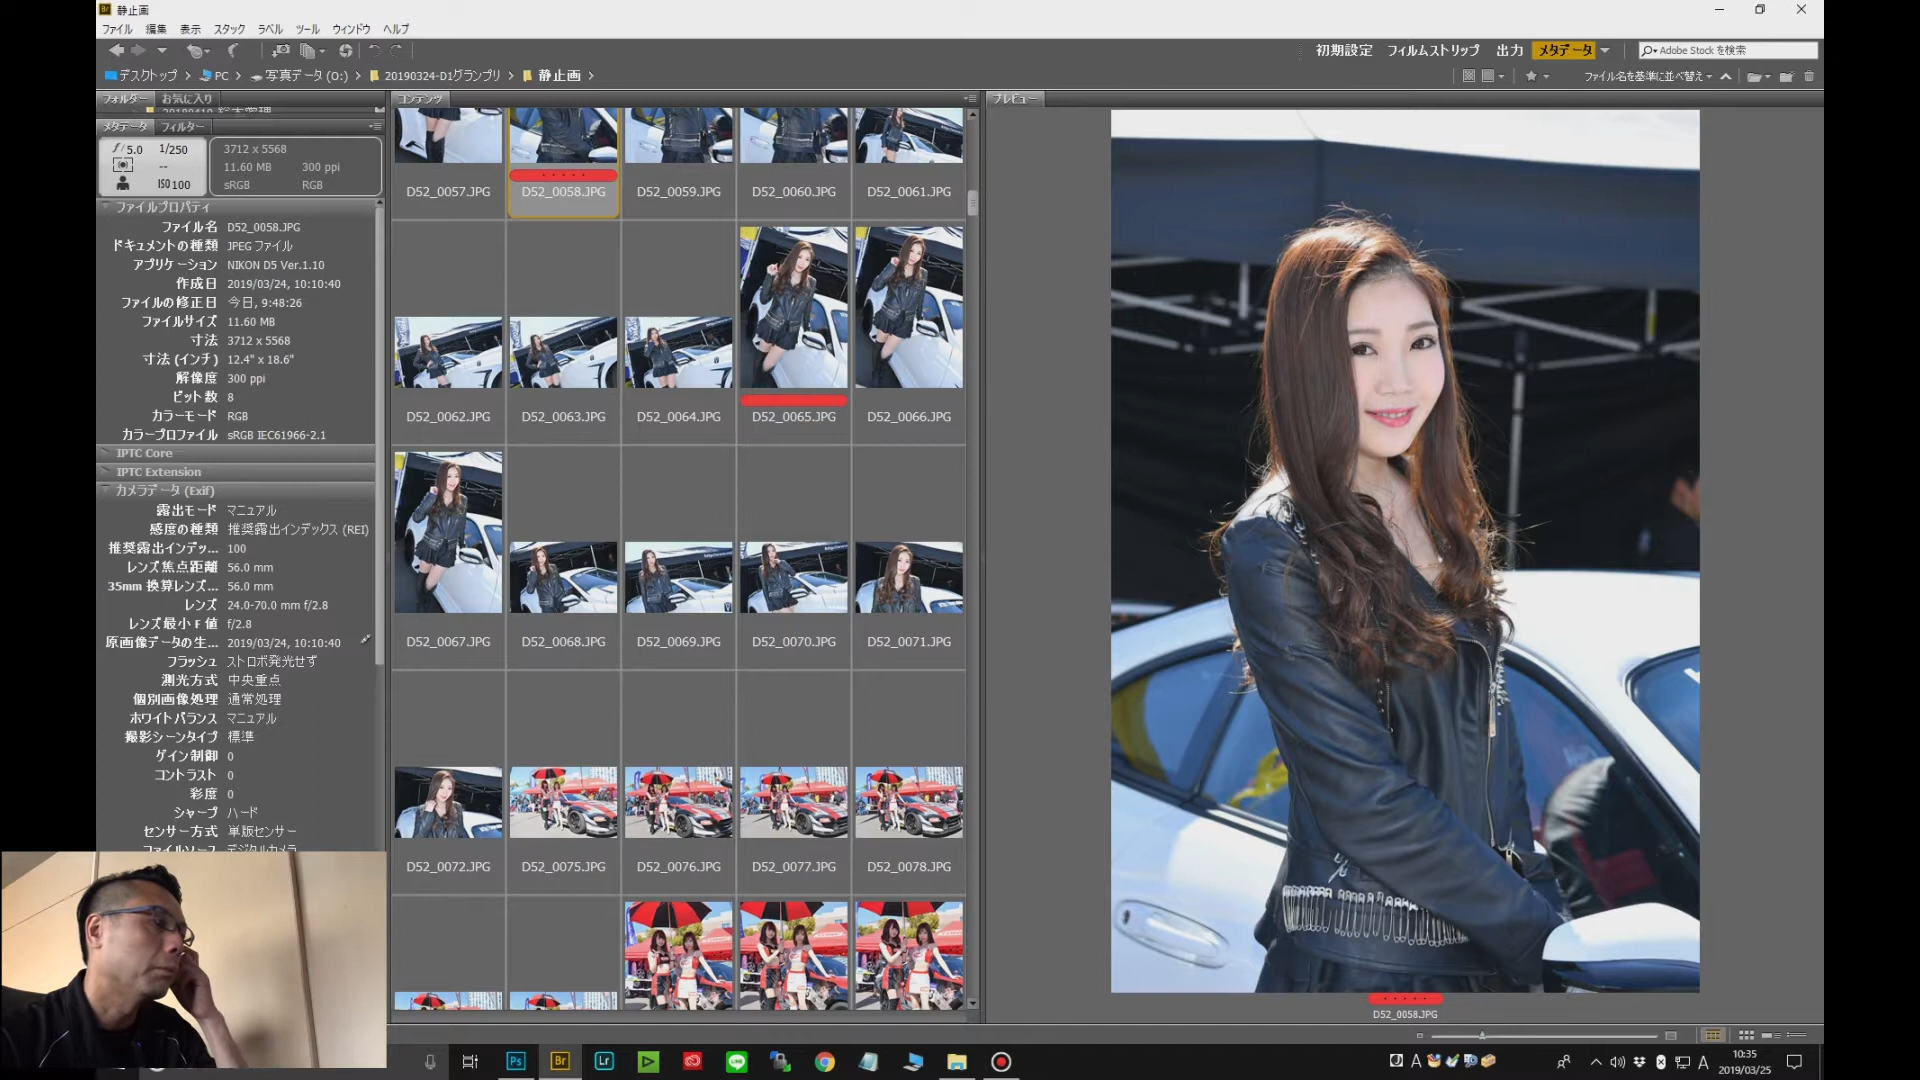 Br 静止画
ファイル 編集 表示 スタック ラベル ツール ウィンドウ ヘルプ
初期設定 フィルムストリップ 出力 メタデータ Adobe Stock を検索
デスクトップ PC 写真データ (O:) 20190324-D1グランプリ 静止画 ファイル名を基準に並べ替え
フォルダー お気に入り
メタデータ フィルター
f/5.0 1/250
--
ISO100
3712 x 5568
11.60 MB 300 ppi
sRGB RGB
ファイルプロパティ
ファイル名 D52_0058.JPG
ドキュメントの種類 JPEG ファイル
アプリケーション NIKON D5 Ver.1.10
作成日 2019/03/24, 10:10:40
ファイルの修正日 今日, 9:48:26
ファイルサイズ 11.60 MB
寸法 3712 x 5568
寸法 (インチ) 12.4" x 18.6"
解像度 300 ppi
ビット数 8
カラーモード RGB
カラープロファイル sRGB IEC61966-2.1
IPTC Core
IPTC Extension
カメラデータ (Exif)
露出モード マニュアル
感度の種類 推奨露出インデックス (REI)
推奨露出インデッ... 100
レンズ焦点距離 56.0 mm
35mm 換算レンズ... 56.0 mm
レンズ 24.0-70.0 mm f/2.8
レンズ最小 F 値 f/2.8
原画像データの生... 2019/03/24, 10:10:40
フラッシュ ストロボ発光せず
測光方式 中央重点
個別画像処理 通常処理
ホワイトバランス マニュアル
撮影シーンタイプ 標準
ゲイン制御 0
コントラスト 0
彩度 0
シャープ ハード
センサー方式 単版センサー
ファイルソース デジタルカメラ
コンテンツ
D52_0057.JPG D52_0058.JPG D52_0059.JPG D52_0060.JPG D52_0061.JPG
D52_0062.JPG D52_0063.JPG D52_0064.JPG D52_0065.JPG D52_0066.JPG
D52_0067.JPG D52_0068.JPG D52_0069.JPG D52_0070.JPG D52_0071.JPG
D52_0072.JPG D52_0075.JPG D52_0076.JPG D52_0077.JPG D52_0078.JPG
プレビュー
D52_0058.JPG
Ps Br Lr LINE A A
10:35
2019/03/25